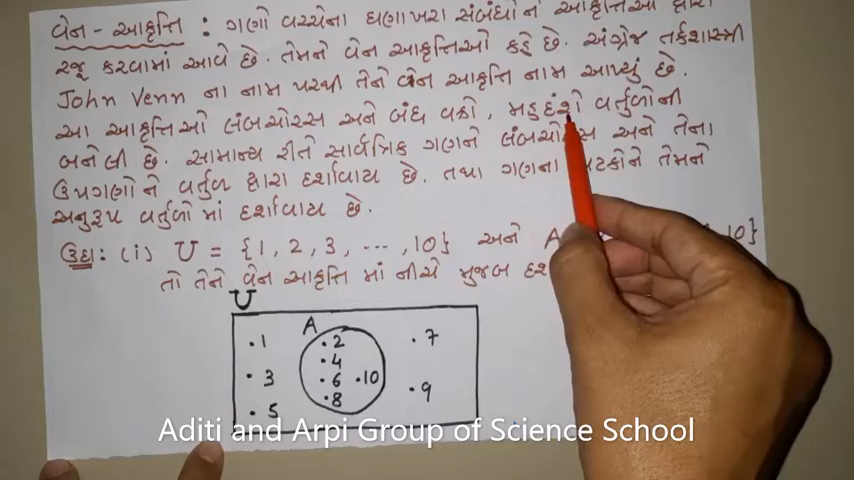 વેન - આકૃતિ : ગણો વચ્ચેના ઘણાખરા સંબંધોને આકૃતિઓ દ્વારા
રજૂ કરવામાં આવે છે. તેમને વેન આકૃતિઓ કહે છે. અંગ્રેજ તર્કશાસ્ત્રી
John Venn ના નામ પરથી તેને વેન આકૃતિ નામ આપ્યું છે.
આ આકૃતિઓ લંબચોરસ અને બંધ વક્રો, મહદંશે વર્તુળોની
બનેલી છે. સામાન્ય રીતે સાર્વત્રિક ગણને લંબચોરસ અને તેના
ઉપગણોને વર્તુળ દ્વારા દર્શાવાય છે. તથા ગણના ઘટકોને તેમને
અનુરૂપ વર્તુળોમાં દર્શાવાય છે.
ઉદા: (i) U = {1, 2, 3, ..., 10} અને A 10}
તો તેને વેન આકૃતિ માં નીચે મુજબ
U
A
.1 .2 .7
.4
.3 .6 .10
.8 .9
.5
Aditi and Arpi Group of Science School